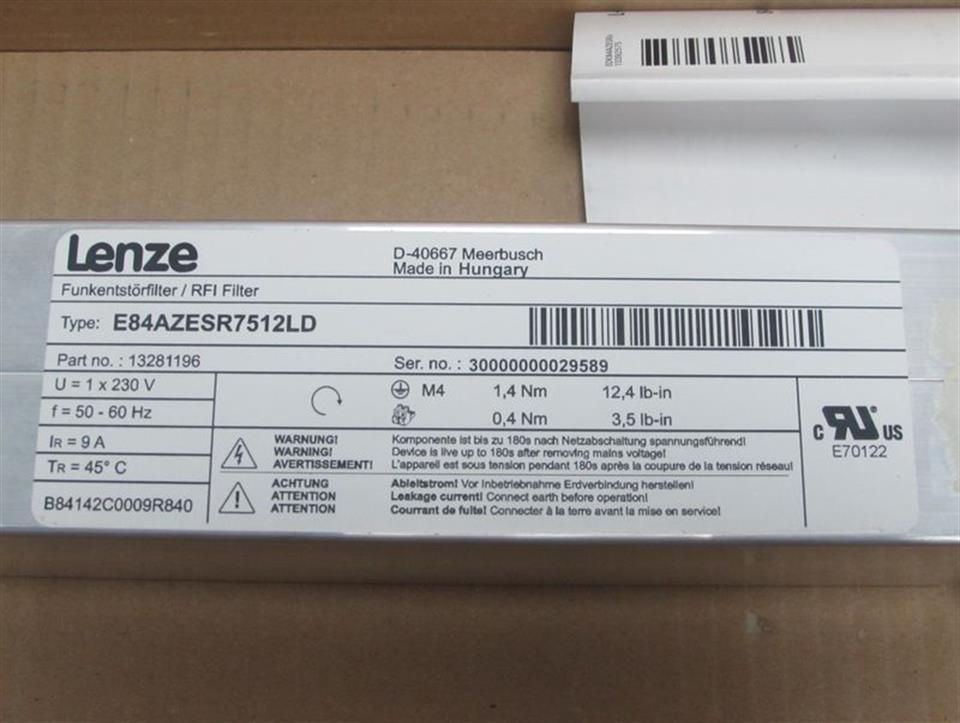 13282575
Lenze
D-40667 Meerbusch
Made in Hungary
Funkentstörfilter / RFI Filter
Type: E84AZESR7512LD
Part no. : 13281196
Ser. no. : 30000000029589
U = 1 x 230 V
f = 50 - 60 Hz
IR = 9 A
TR = 45° C
B84142C0009R840
M4 1,4 Nm 12,4 lb-in
0,4 Nm 3,5 lb-in
WARNUNG! Komponente ist bis zu 180s nach Netzabschaltung spannungsführend!
WARNING! Device is live up to 180s after removing mains voltage!
AVERTISSEMENT! L'appareil est sous tension pendant 180s après la coupure de la tension réseau!
ACHTUNG Ableitstrom! Vor Inbetriebnahme Erdverbindung herstellen!
ATTENTION Leakage current! Connect earth before operation!
ATTENTION Courant de fuite! Connecter à la terre avant la mise en service!
c RU us
E70122